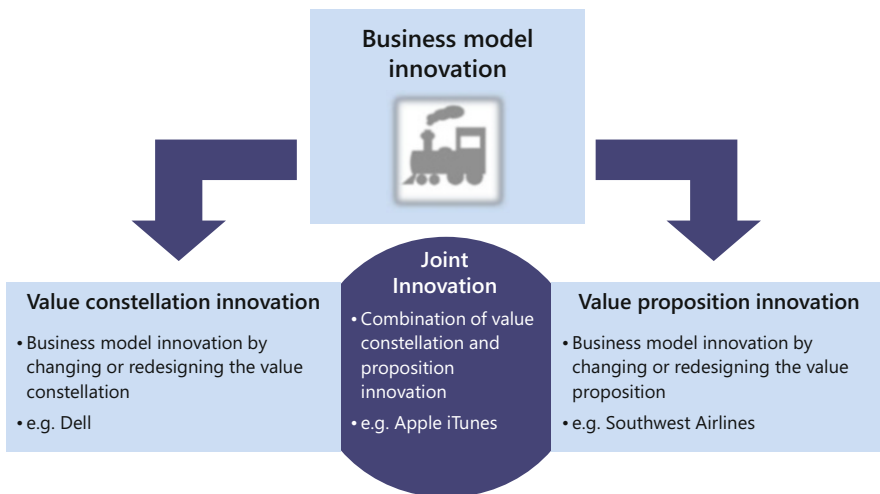 Business model
innovation
Value constellation innovation
• Business model innovation by
changing or redesigning the value
constellation
• e.g. Dell
Joint
Innovation
• Combination of value
constellation and
proposition
innovation
• e.g. Apple iTunes
Value proposition innovation
• Business model innovation by
changing or redesigning the value
proposition
• e.g. Southwest Airlines